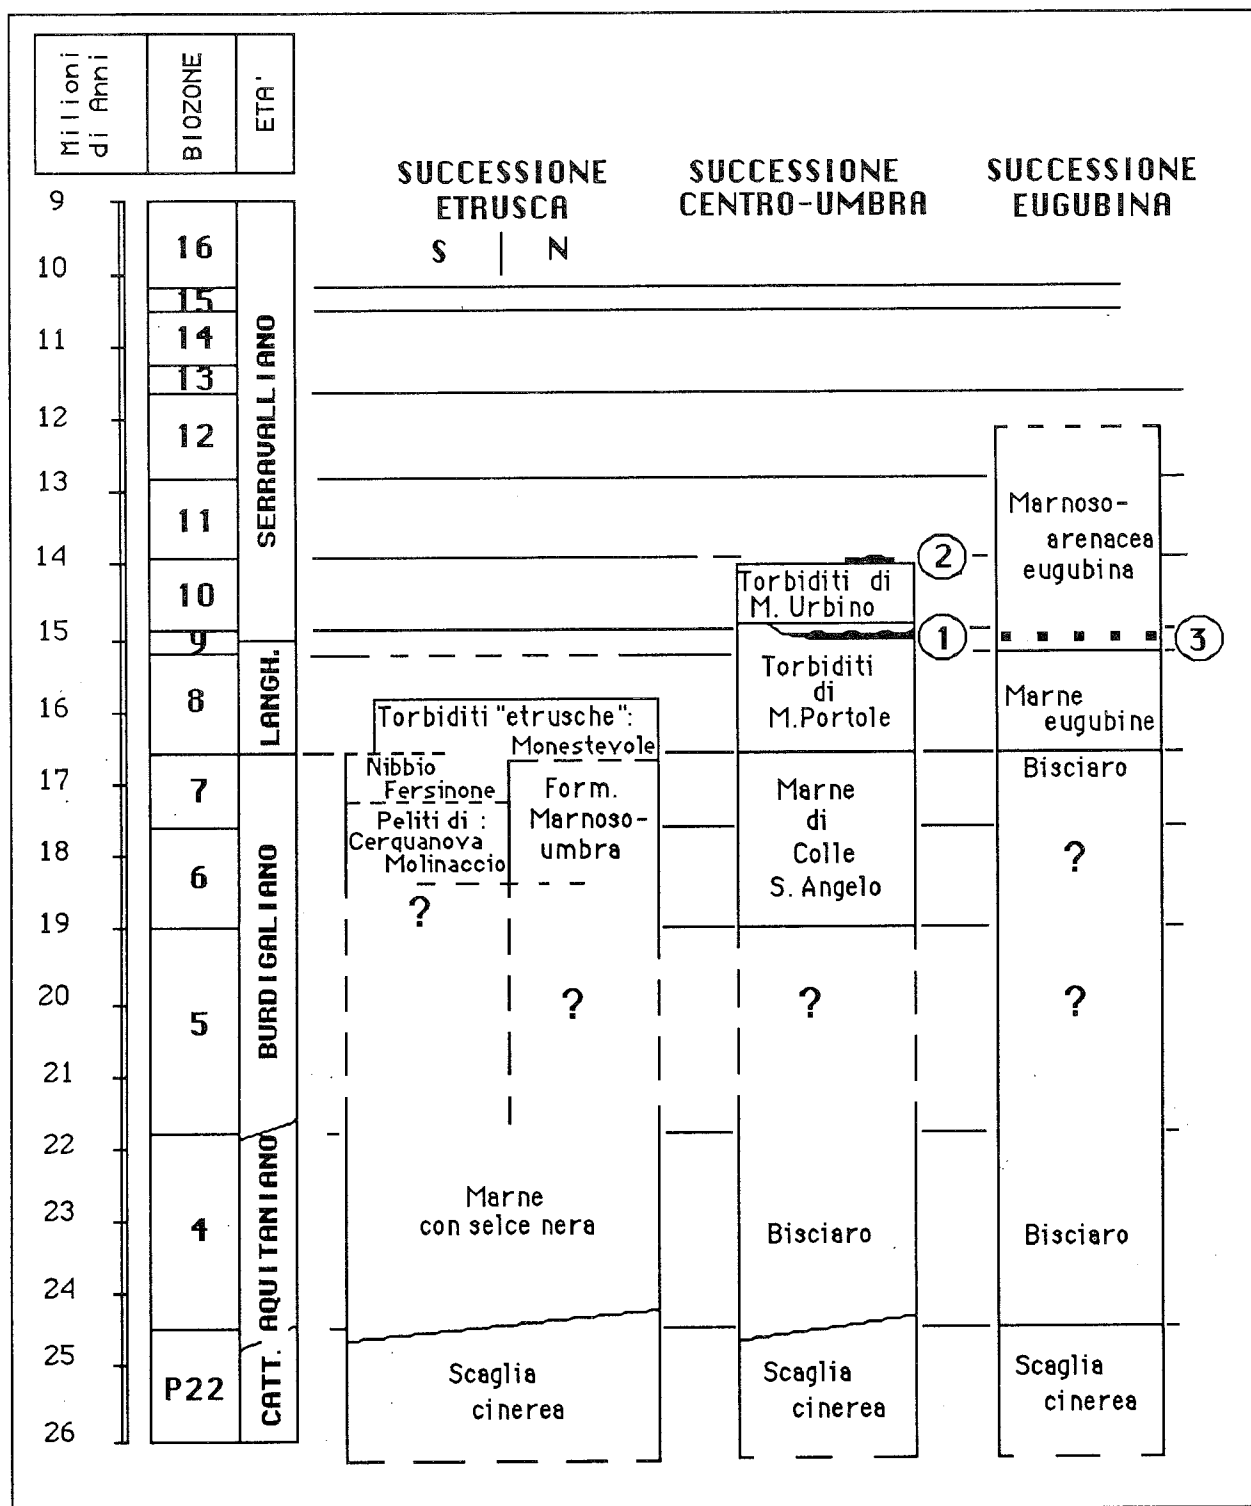 Milioni
di Anni
BIOZONE
ETA'
SUCCESSIONE
ETRUSCA
S | N
SUCCESSIONE
CENTRO-UMBRA
SUCCESSIONE
EUGUBINA
9
10
11
12
13
14
15
16
17
18
19
20
21
22
23
24
25
26
16
15
14
13
12
11
10
9
8
7
6
5
4
P22
SERRAVALLIANO
LANGH.
BURDIGALIANO
AQUITANIANO
CATT.
Torbiditi "etrusche":
Monestevole
Nibbio
Fersinone
Peliti di :
Cerquanova
Molinaccio
?
Form.
Marnoso-
umbra
?
Marne
con selce nera
Scaglia
cinerea
2
Torbiditi di
M. Urbino
1
Torbiditi
di
M.Portole
Marne
di
Colle
S. Angelo
?
Bisciaro
Scaglia
cinerea
Marnoso-
arenacea
eugubina
3
Marne
eugubine
Bisciaro
?
?
Bisciaro
Scaglia
cinerea